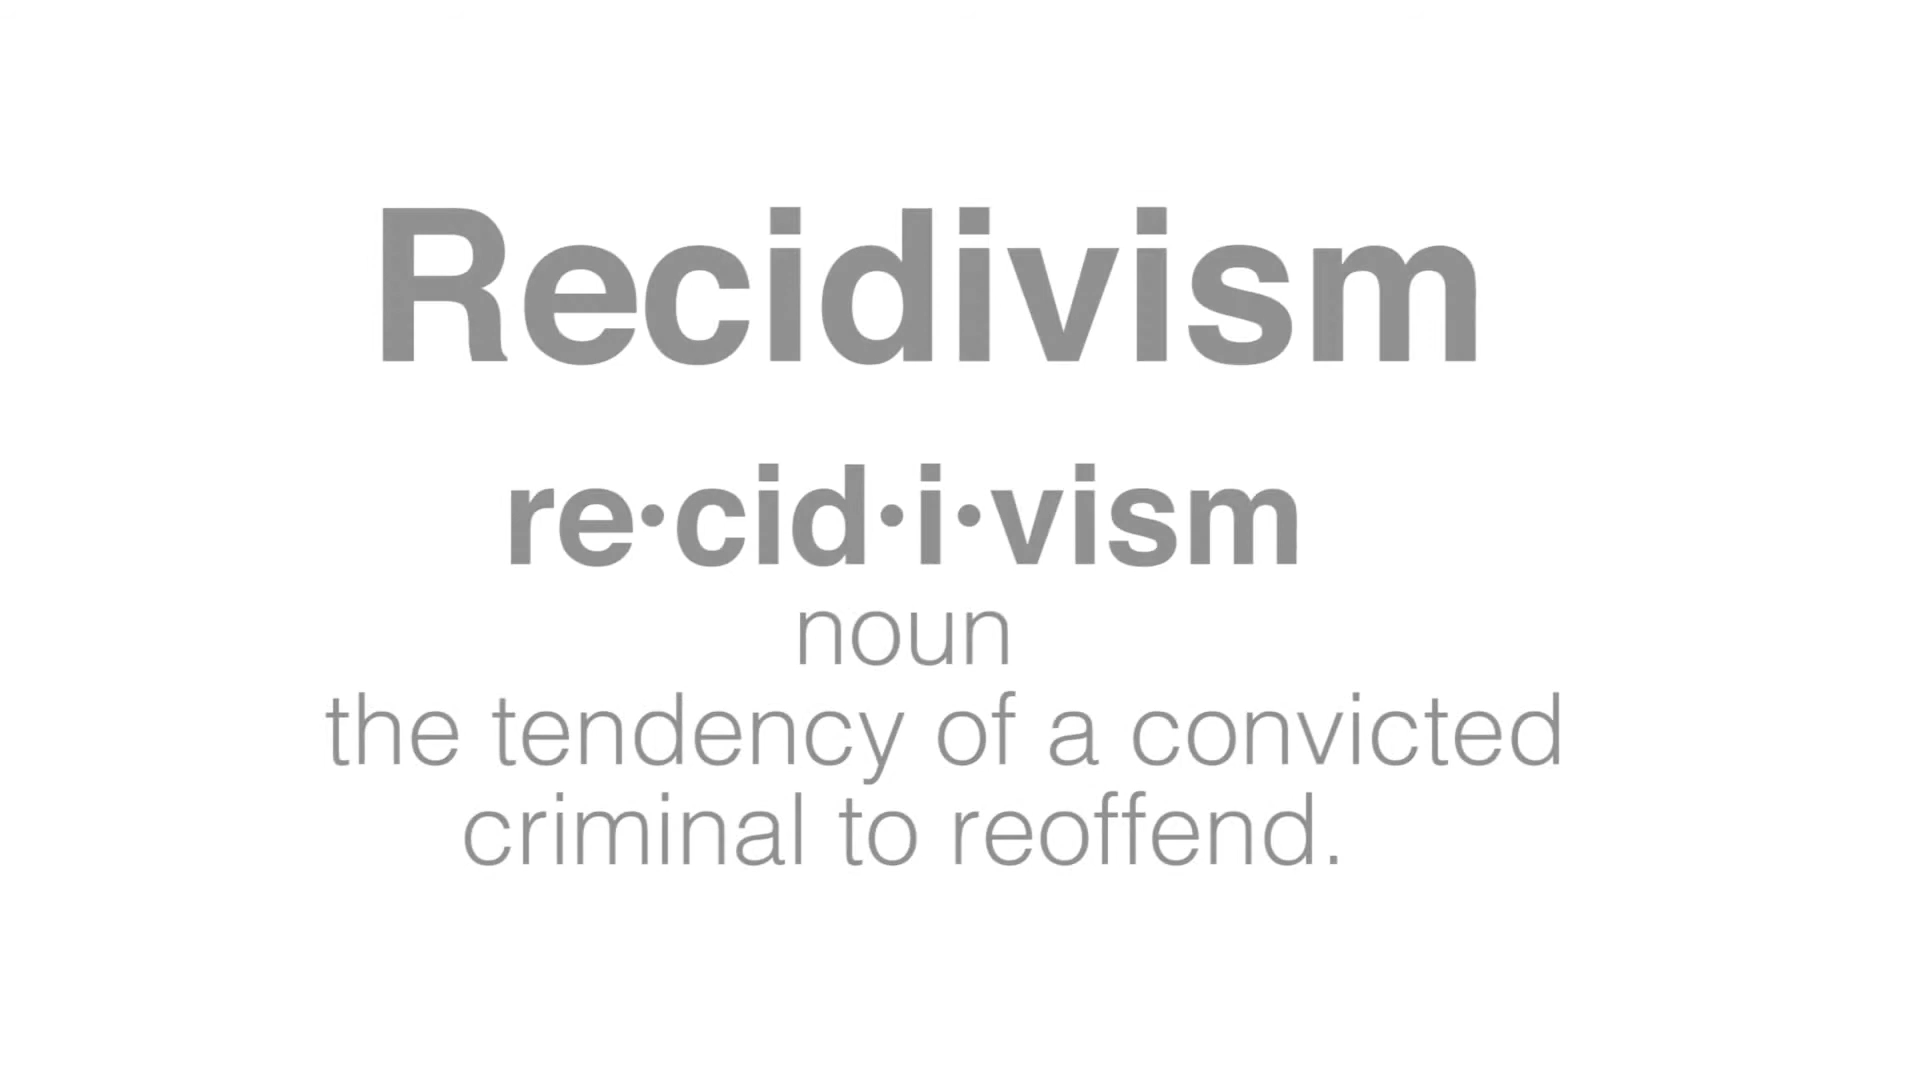 Recidivism
re·cid·i·vism
noun
the tendency of a convicted
criminal to reoffend.